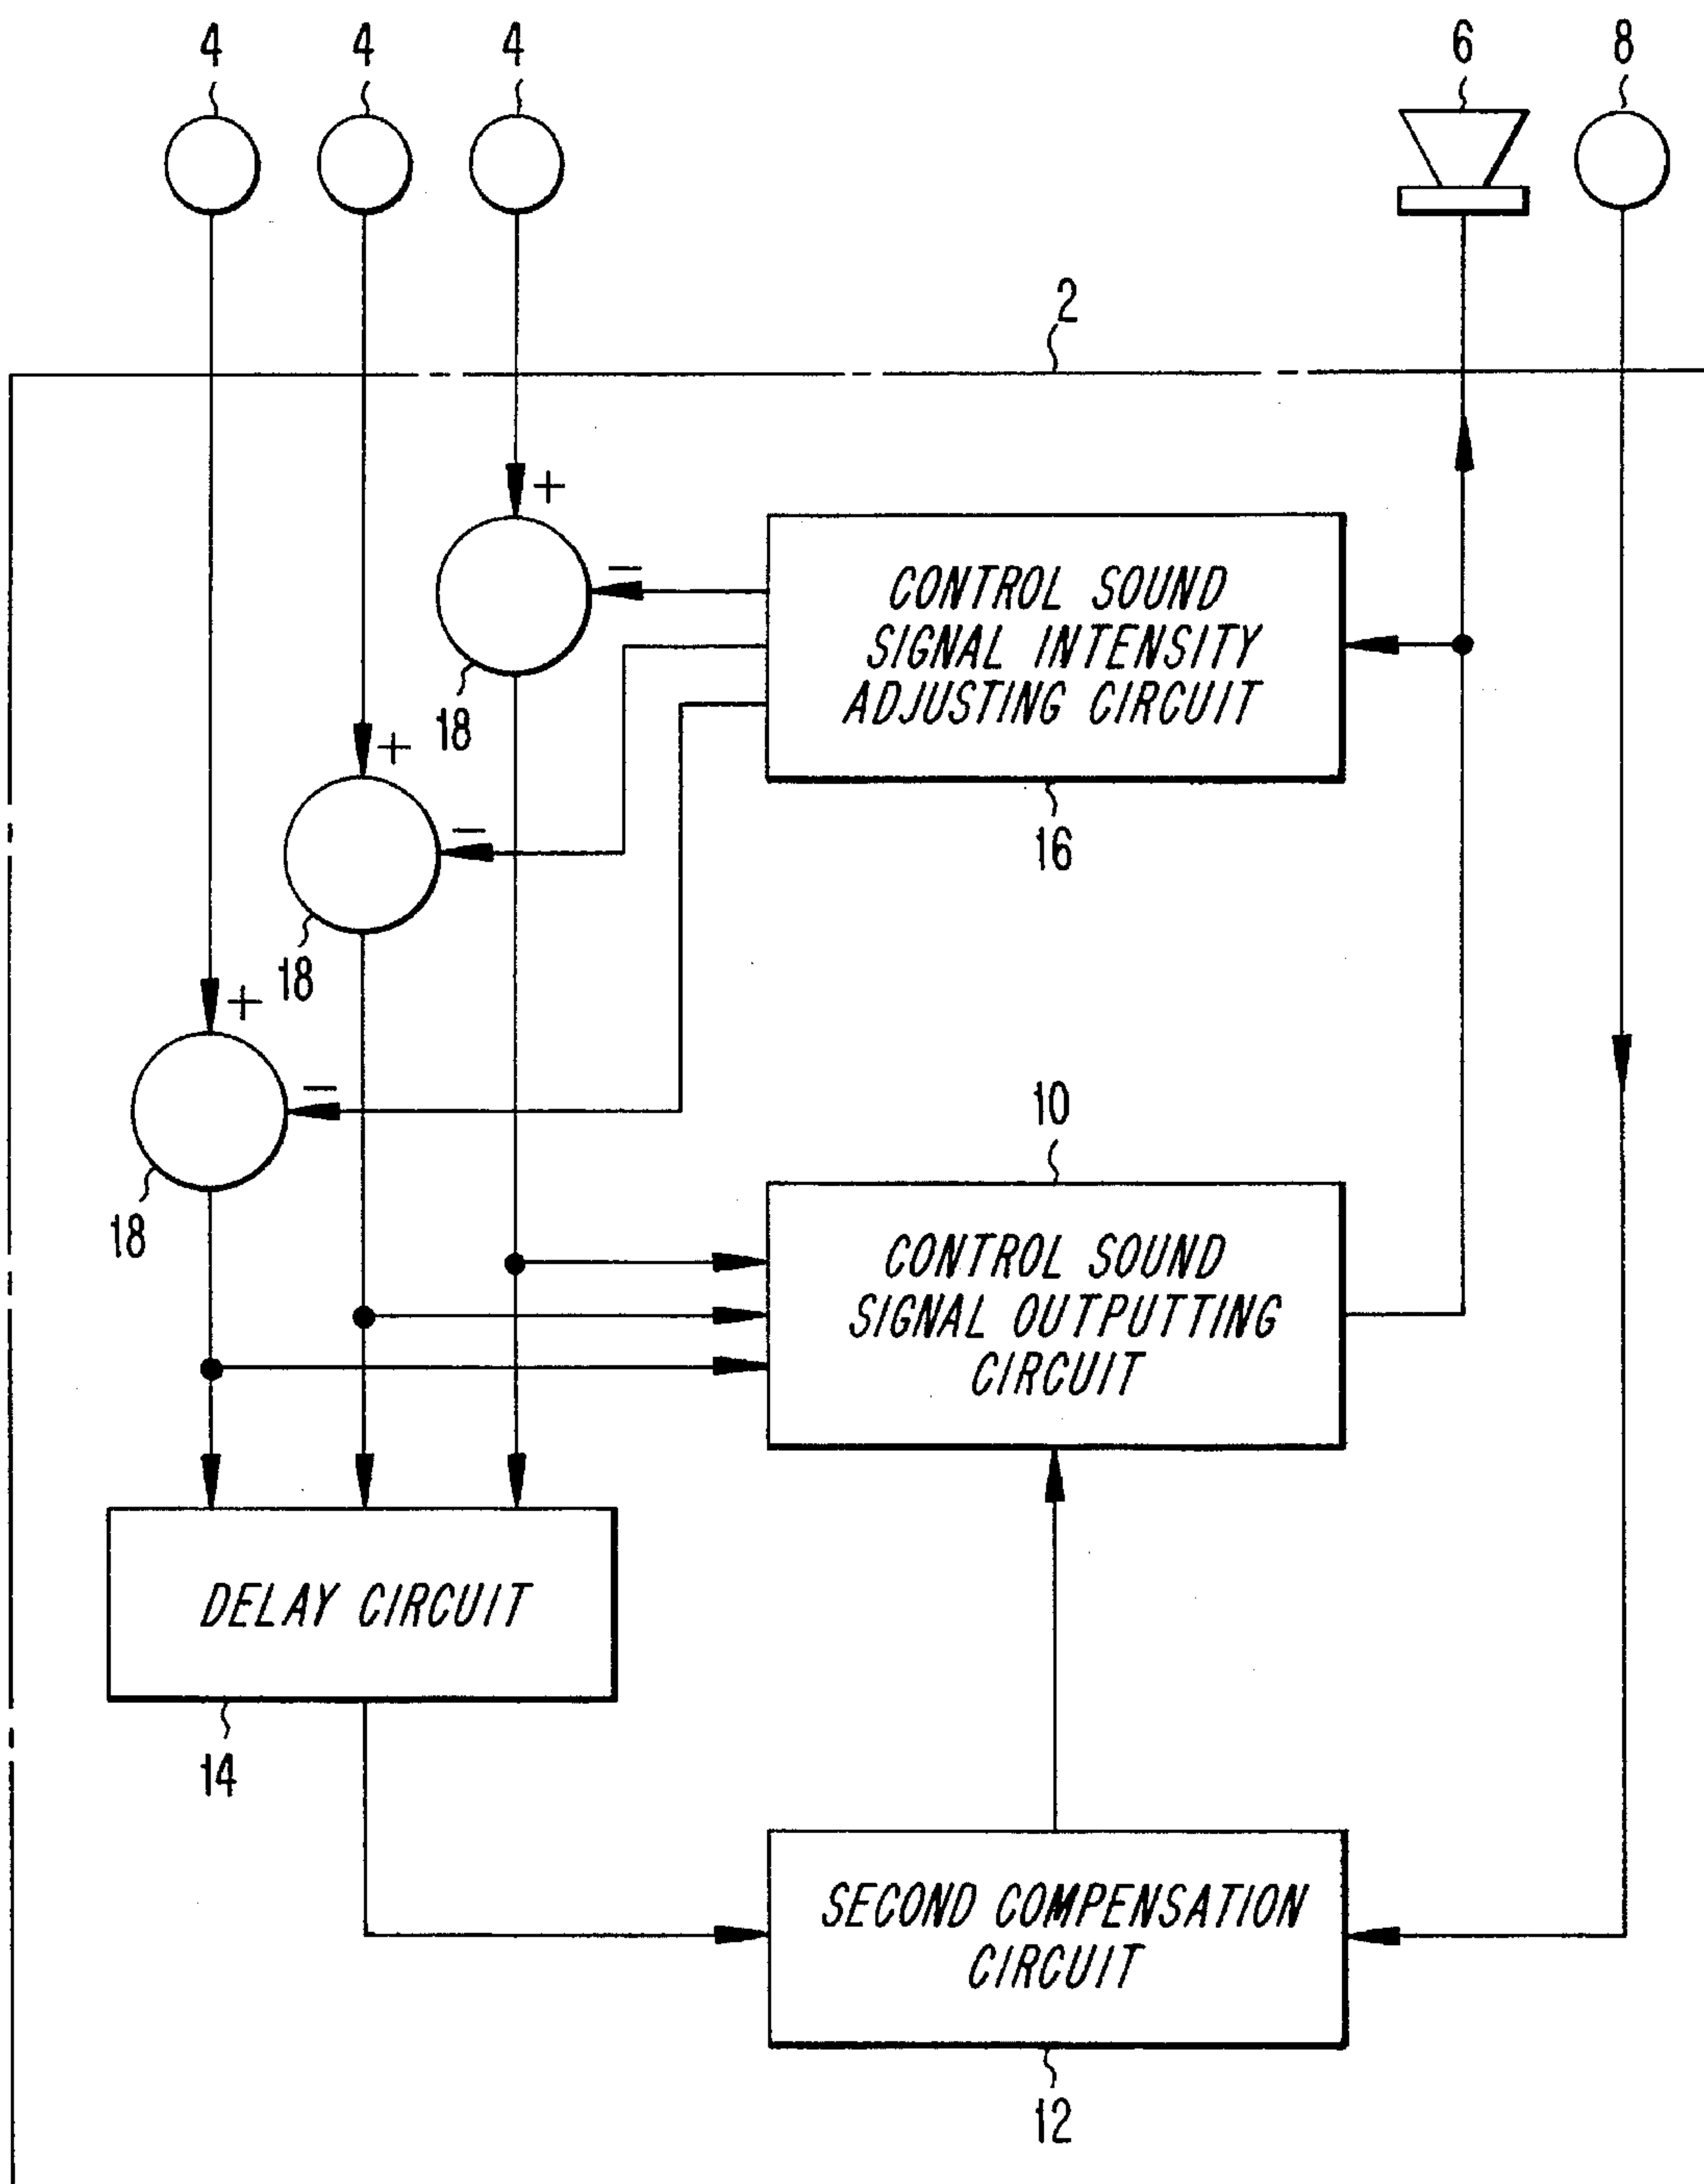 4 4 4 6 8
2
+
−
CONTROL SOUND
SIGNAL INTENSITY
ADJUSTING CIRCUIT
18
+
−
16
18
+
−
10
18
CONTROL SOUND
SIGNAL OUTPUTTING
CIRCUIT
DELAY CIRCUIT
14
SECOND COMPENSATION
CIRCUIT
12